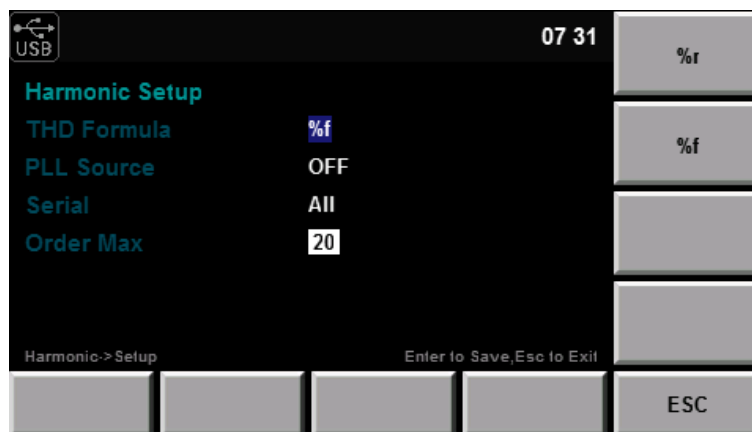 USB
07 31
%r
Harmonic Setup
THD Formula %f
%f
PLL Source OFF
Serial All
Order Max 20
Harmonic->Setup Enter to Save,Esc to Exit
ESC